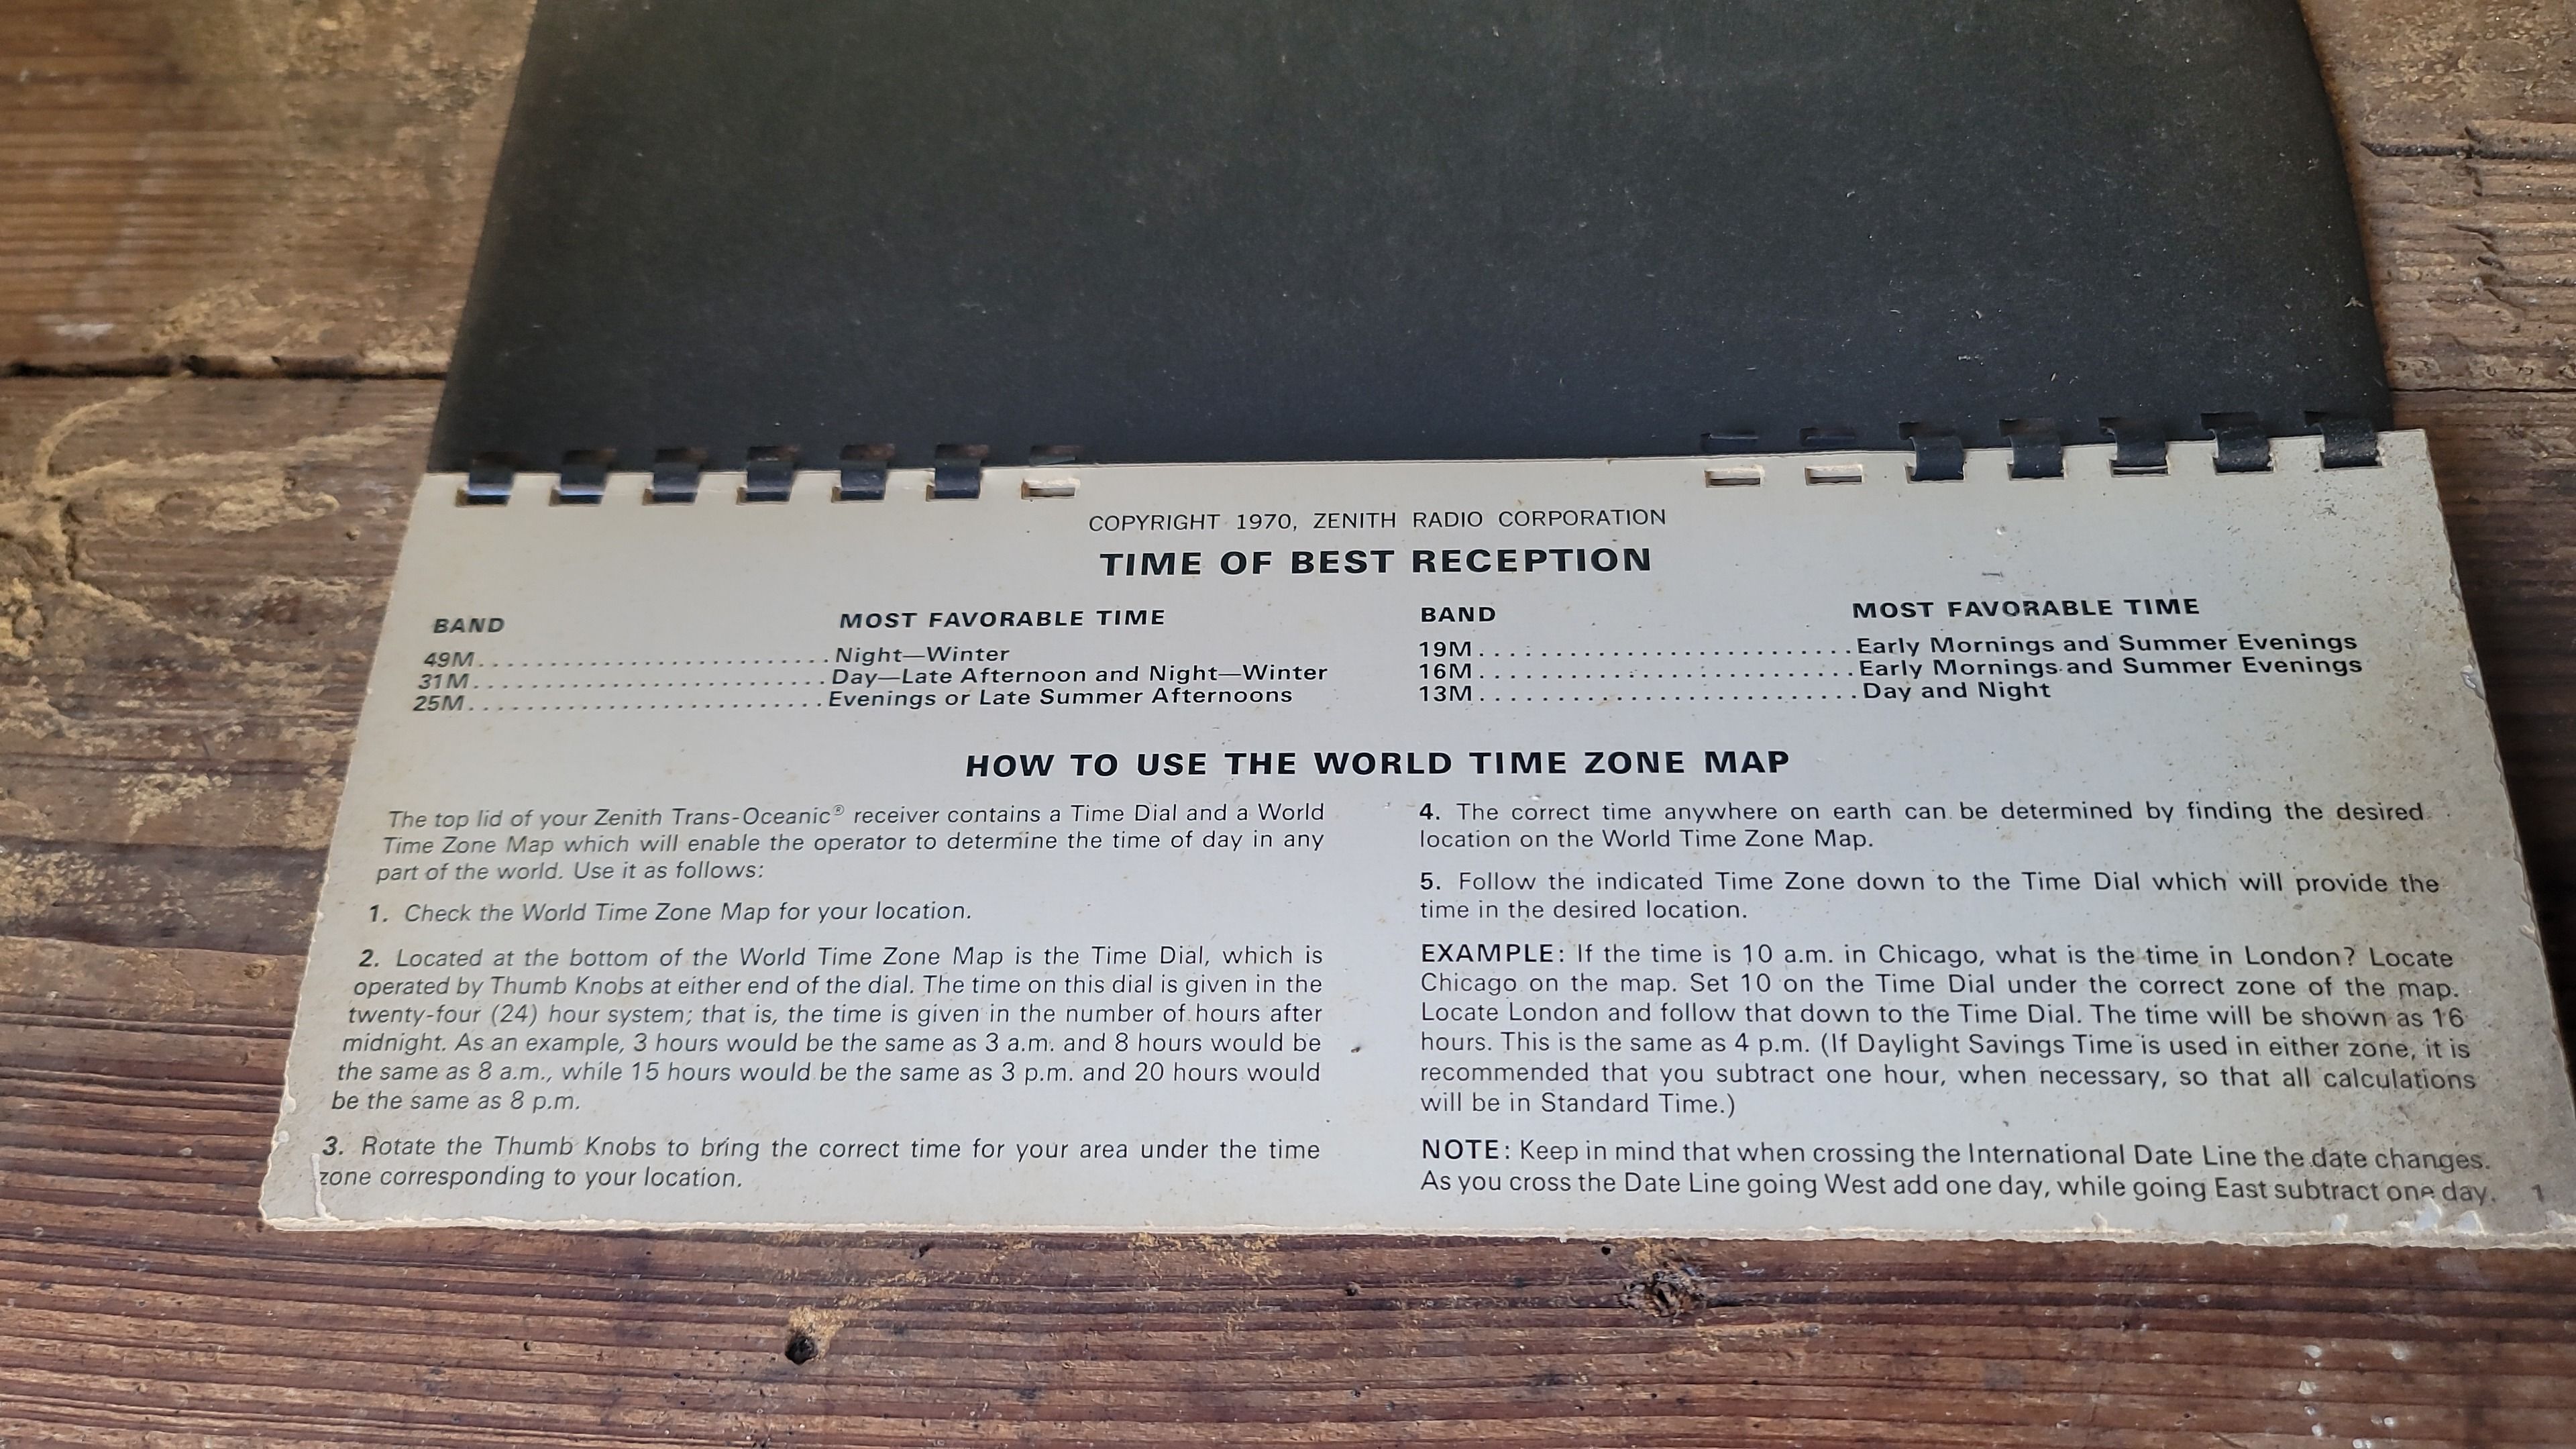 COPYRIGHT 1970, ZENITH RADIO CORPORATION
TIME OF BEST RECEPTION
BAND MOST FAVORABLE TIME
49M.............................Night—Winter
31M.............................Day—Late Afternoon and Night—Winter
25M.............................Evenings or Late Summer Afternoons
BAND MOST FAVORABLE TIME
19M.............................Early Mornings and Summer Evenings
16M.............................Early Mornings and Summer Evenings
13M.............................Day and Night
HOW TO USE THE WORLD TIME ZONE MAP
The top lid of your Zenith Trans-Oceanic® receiver contains a Time Dial and a World
Time Zone Map which will enable the operator to determine the time of day in any
part of the world. Use it as follows:
1. Check the World Time Zone Map for your location.
2. Located at the bottom of the World Time Zone Map is the Time Dial, which is
operated by Thumb Knobs at either end of the dial. The time on this dial is given in the
twenty-four (24) hour system; that is, the time is given in the number of hours after
midnight. As an example, 3 hours would be the same as 3 a.m. and 8 hours would be
the same as 8 a.m., while 15 hours would be the same as 3 p.m. and 20 hours would
be the same as 8 p.m.
3. Rotate the Thumb Knobs to bring the correct time for your area under the time
zone corresponding to your location.
4. The correct time anywhere on earth can be determined by finding the desired
location on the World Time Zone Map.
5. Follow the indicated Time Zone down to the Time Dial which will provide the
time in the desired location.
EXAMPLE: If the time is 10 a.m. in Chicago, what is the time in London? Locate
Chicago on the map. Set 10 on the Time Dial under the correct zone of the map.
Locate London and follow that down to the Time Dial. The time will be shown as 16
hours. This is the same as 4 p.m. (If Daylight Savings Time is used in either zone, it is
recommended that you subtract one hour, when necessary, so that all calculations
will be in Standard Time.)
NOTE: Keep in mind that when crossing the International Date Line the date changes.
As you cross the Date Line going West add one day, while going East subtract one day.
1